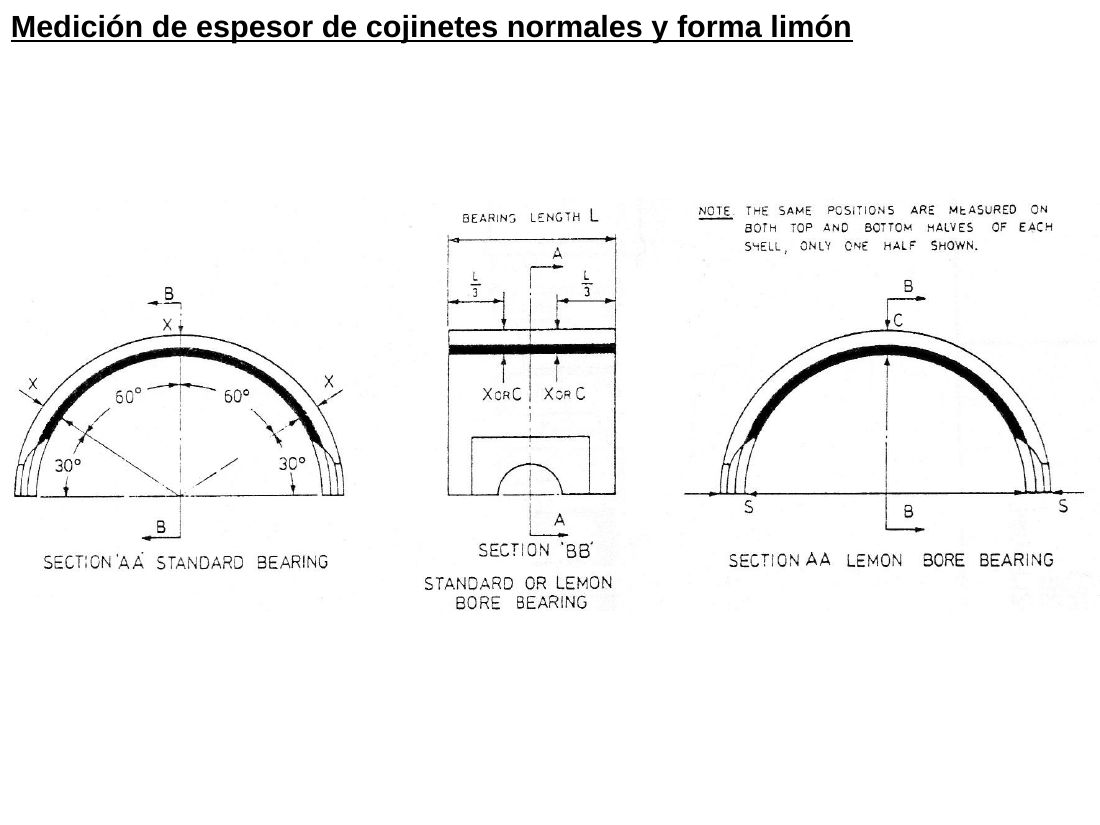 Medición de espesor de cojinetes normales y forma limón
NOTE. THE SAME POSITIONS ARE MEASURED ON
BOTH TOP AND BOTTOM HALVES OF EACH
SHELL, ONLY ONE HALF SHOWN.
B
X
X
X
60°
60°
30°
30°
B
SECTION 'AA' STANDARD BEARING
BEARING LENGTH L
A
L
3
L
3
X OR C
X OR C
A
SECTION 'BB'
STANDARD OR LEMON
BORE BEARING
B
C
S
S
B
SECTION AA LEMON BORE BEARING